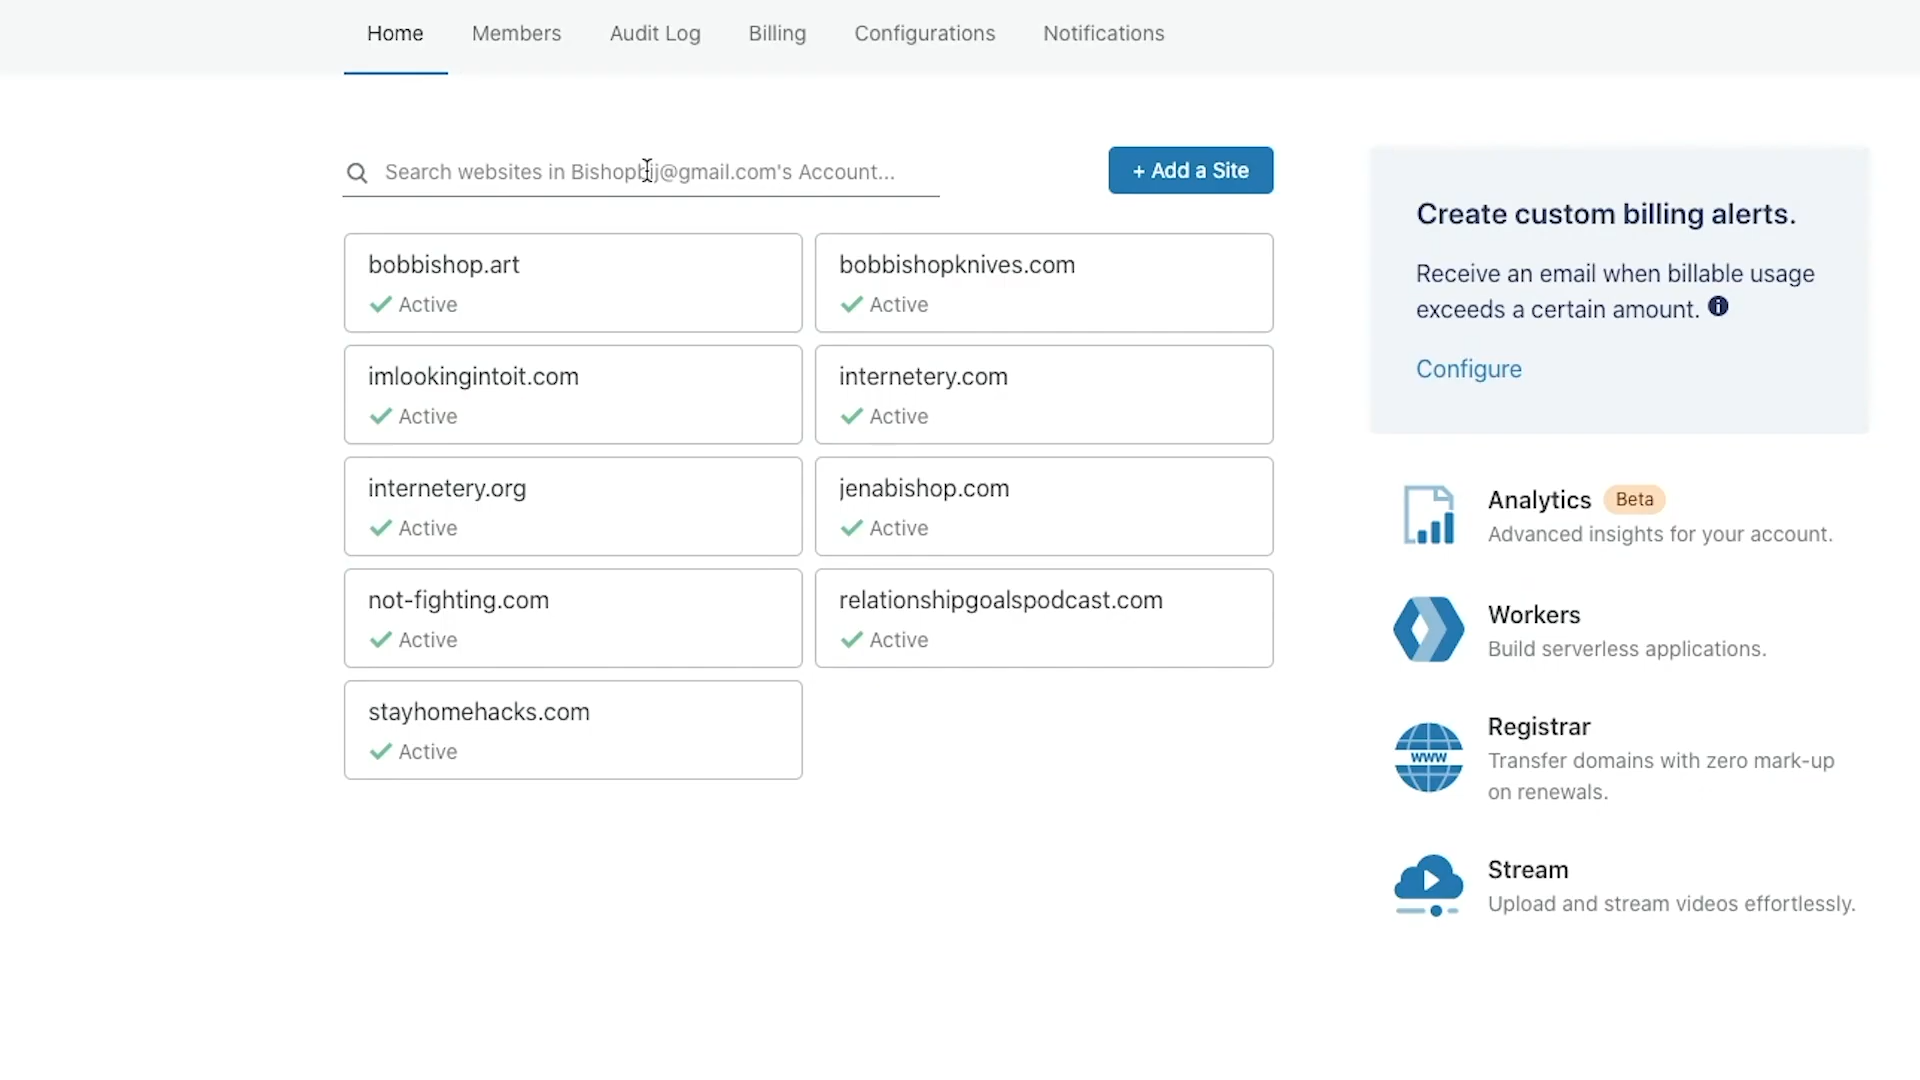 Home Members Audit Log Billing Configurations Notifications
Search websites in Bishopbjj@gmail.com's Account...
+ Add a Site
bobbishop.art
Active
bobbishopknives.com
Active
imlookingintoit.com
Active
internetery.com
Active
internetery.org
Active
jenabishop.com
Active
not-fighting.com
Active
relationshipgoalspodcast.com
Active
stayhomehacks.com
Active
Create custom billing alerts.
Receive an email when billable usage
exceeds a certain amount.
Configure
Analytics Beta
Advanced insights for your account.
Workers
Build serverless applications.
www
Registrar
Transfer domains with zero mark-up
on renewals.
Stream
Upload and stream videos effortlessly.